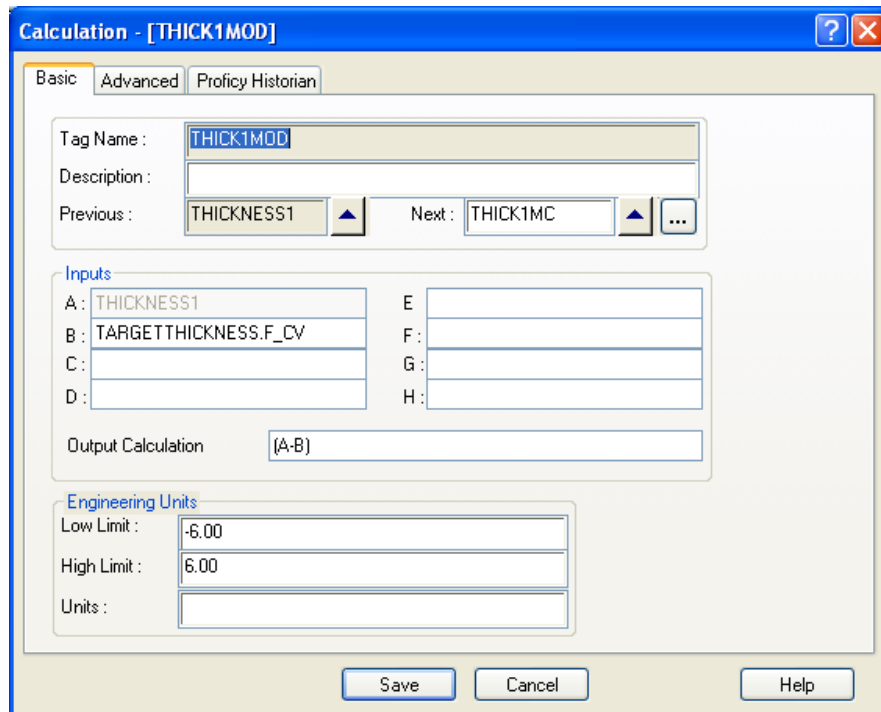 Calculation - [THICK1MOD]
Basic Advanced Proficy Historian
Tag Name : THICK1MOD
Description :
Previous : THICKNESS1 Next : THICK1MC ...
Inputs
A : THICKNESS1 E
B : TARGETTHICKNESS.F_CV F :
C : G :
D : H :
Output Calculation (A-B)
Engineering Units
Low Limit : -6.00
High Limit : 6.00
Units :
Save Cancel Help